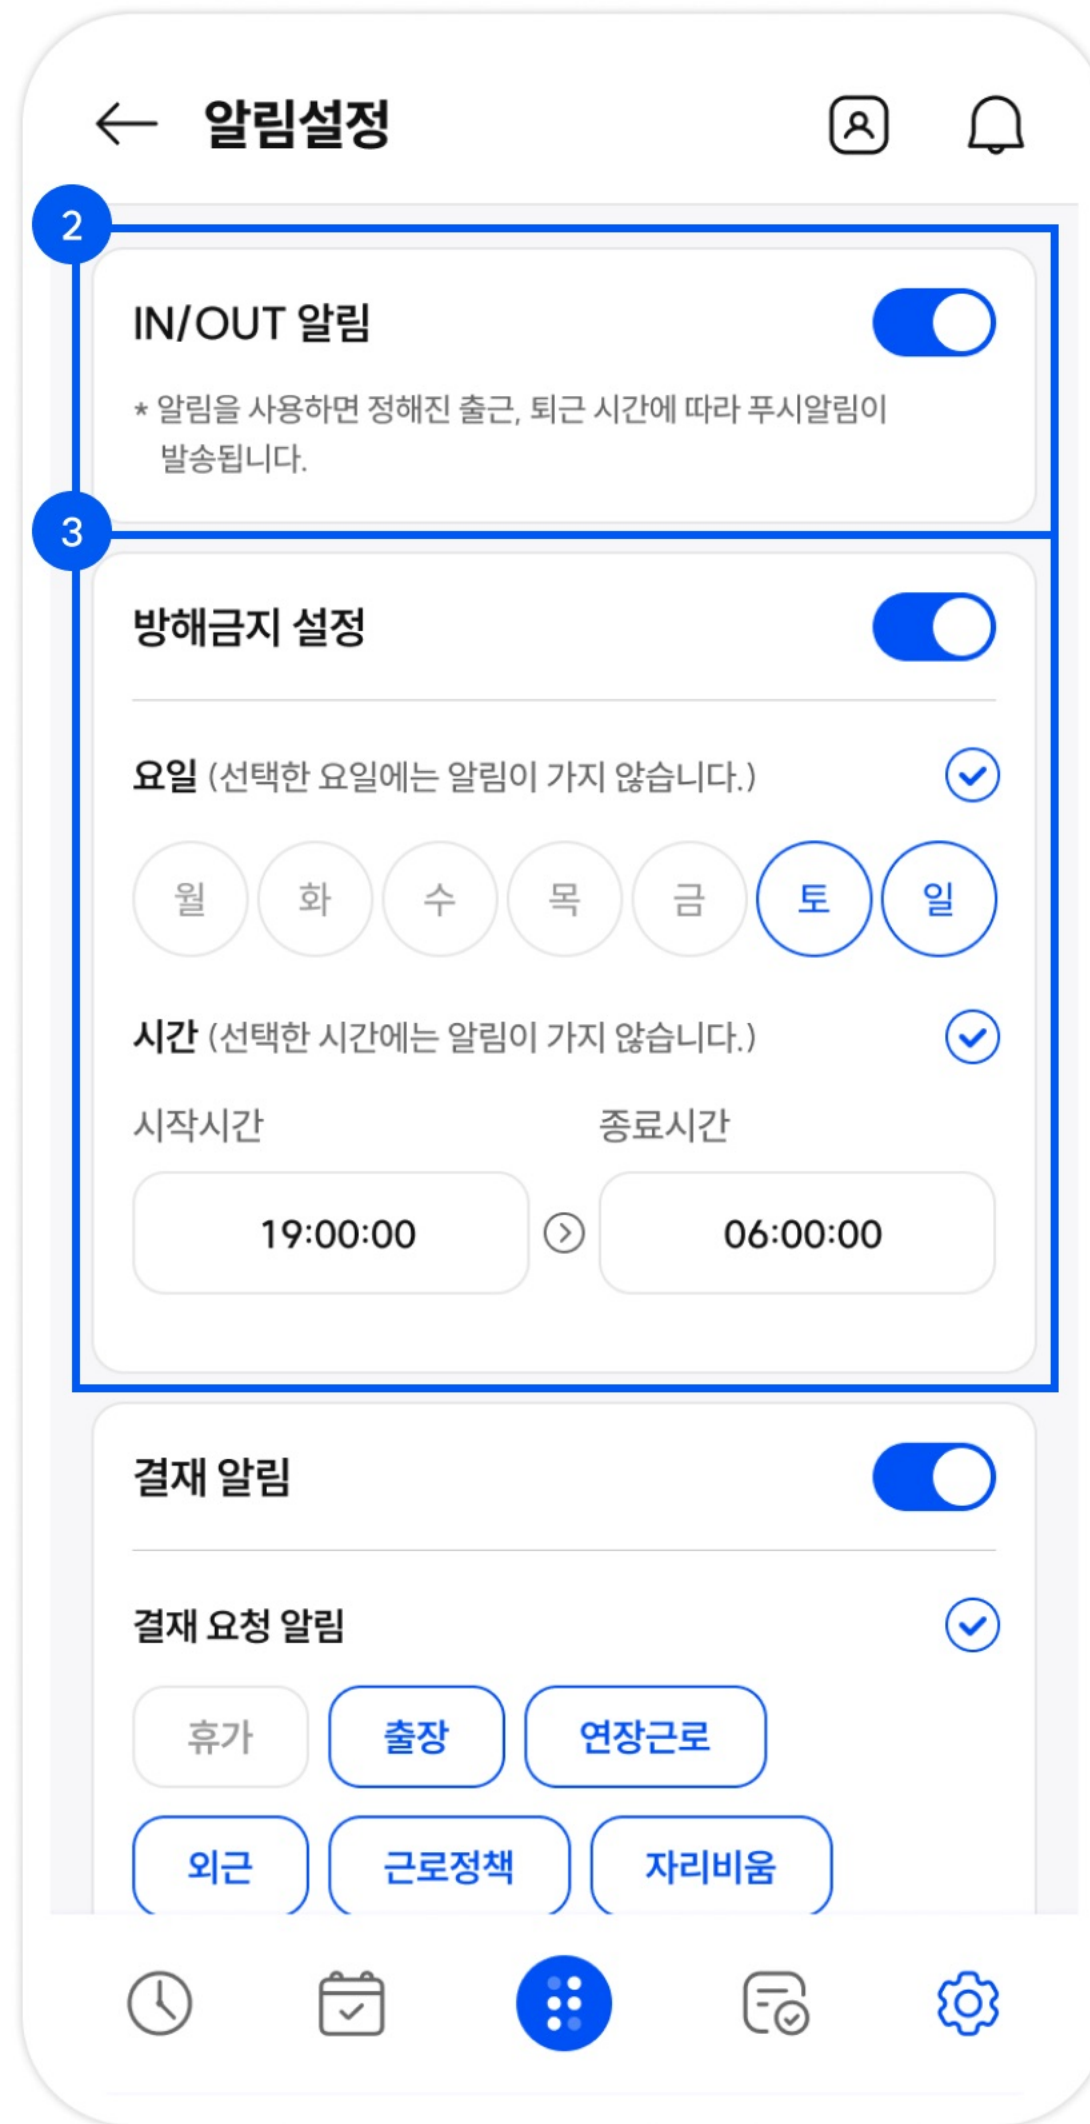 알림설정
2
IN/OUT 알림
* 알림을 사용하면 정해진 출근, 퇴근 시간에 따라 푸시알림이
발송됩니다.
3
방해금지 설정
요일 (선택한 요일에는 알림이 가지 않습니다.)
월 화 수 목 금 토 일
시간 (선택한 시간에는 알림이 가지 않습니다.)
시작시간 종료시간
19:00:00 06:00:00
결재 알림
결재 요청 알림
휴가 출장 연장근로
외근 근로정책 자리비움